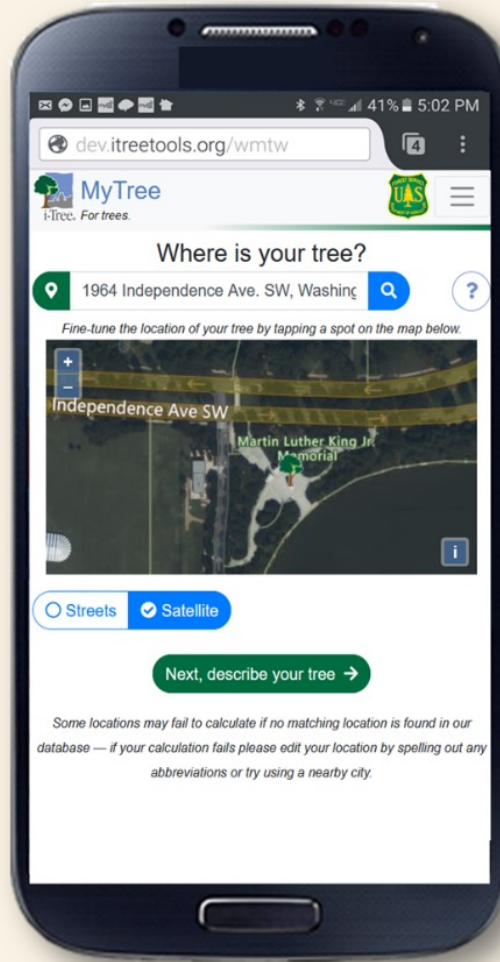 41% 5:02 PM
dev.itreetools.org/wmtw
4
MyTree
i-Tree. For trees.
UAS
Where is your tree?
1964 Independence Ave. SW, Washing
?
Fine-tune the location of your tree by tapping a spot on the map below.
+
−
Independence Ave SW
Martin Luther King Jr.
Memorial
i
Streets
Satellite
Next, describe your tree →
Some locations may fail to calculate if no matching location is found in our
database — if your calculation fails please edit your location by spelling out any
abbreviations or try using a nearby city.